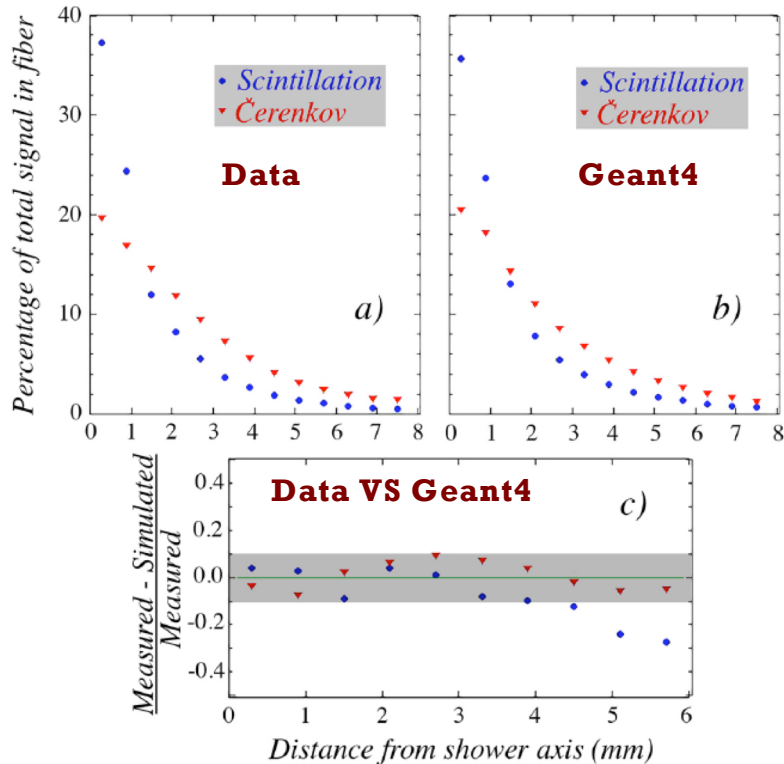 Percentage of total signal in fiber
40
30
20
10
0
Scintillation
Čerenkov
Data
a)
0 1 2 3 4 5 6 7 8
Scintillation
Čerenkov
Geant4
b)
0 1 2 3 4 5 6 7 8
Measured - Simulated
Measured
0.4
0.2
0.0
-0.2
-0.4
Data VS Geant4
c)
0 1 2 3 4 5 6
Distance from shower axis (mm)